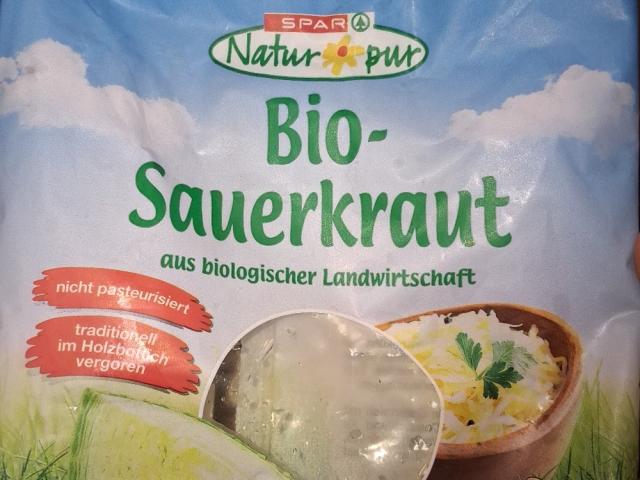 SPAR
Natur pur
Bio-
Sauerkraut
aus biologischer Landwirtschaft
nicht pasteurisiert
traditionell
im Holzbottich
vergoren